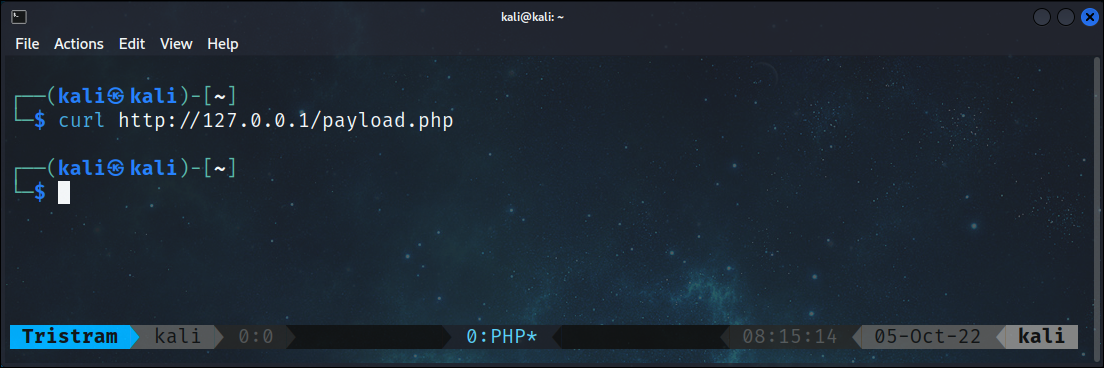 kali@kali: ~
File Actions Edit View Help
┌──(kali㉿kali)-[~]
└─$ curl http://127.0.0.1/payload.php
┌──(kali㉿kali)-[~]
└─$
Tristram kali 0:0 0:PHP* 08:15:14 05-Oct-22 kali